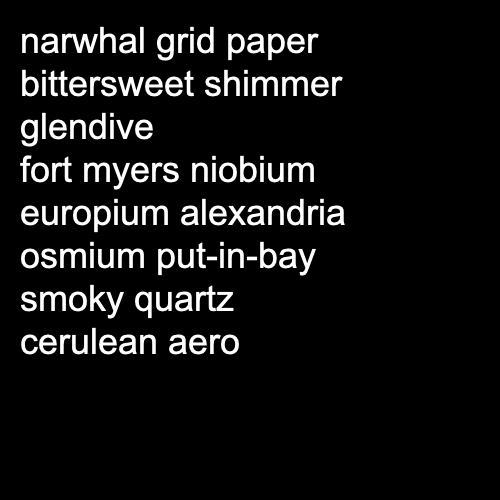 narwhal grid paper
bittersweet shimmer
glendive
fort myers niobium
europium alexandria
osmium put-in-bay
smoky quartz
cerulean aero